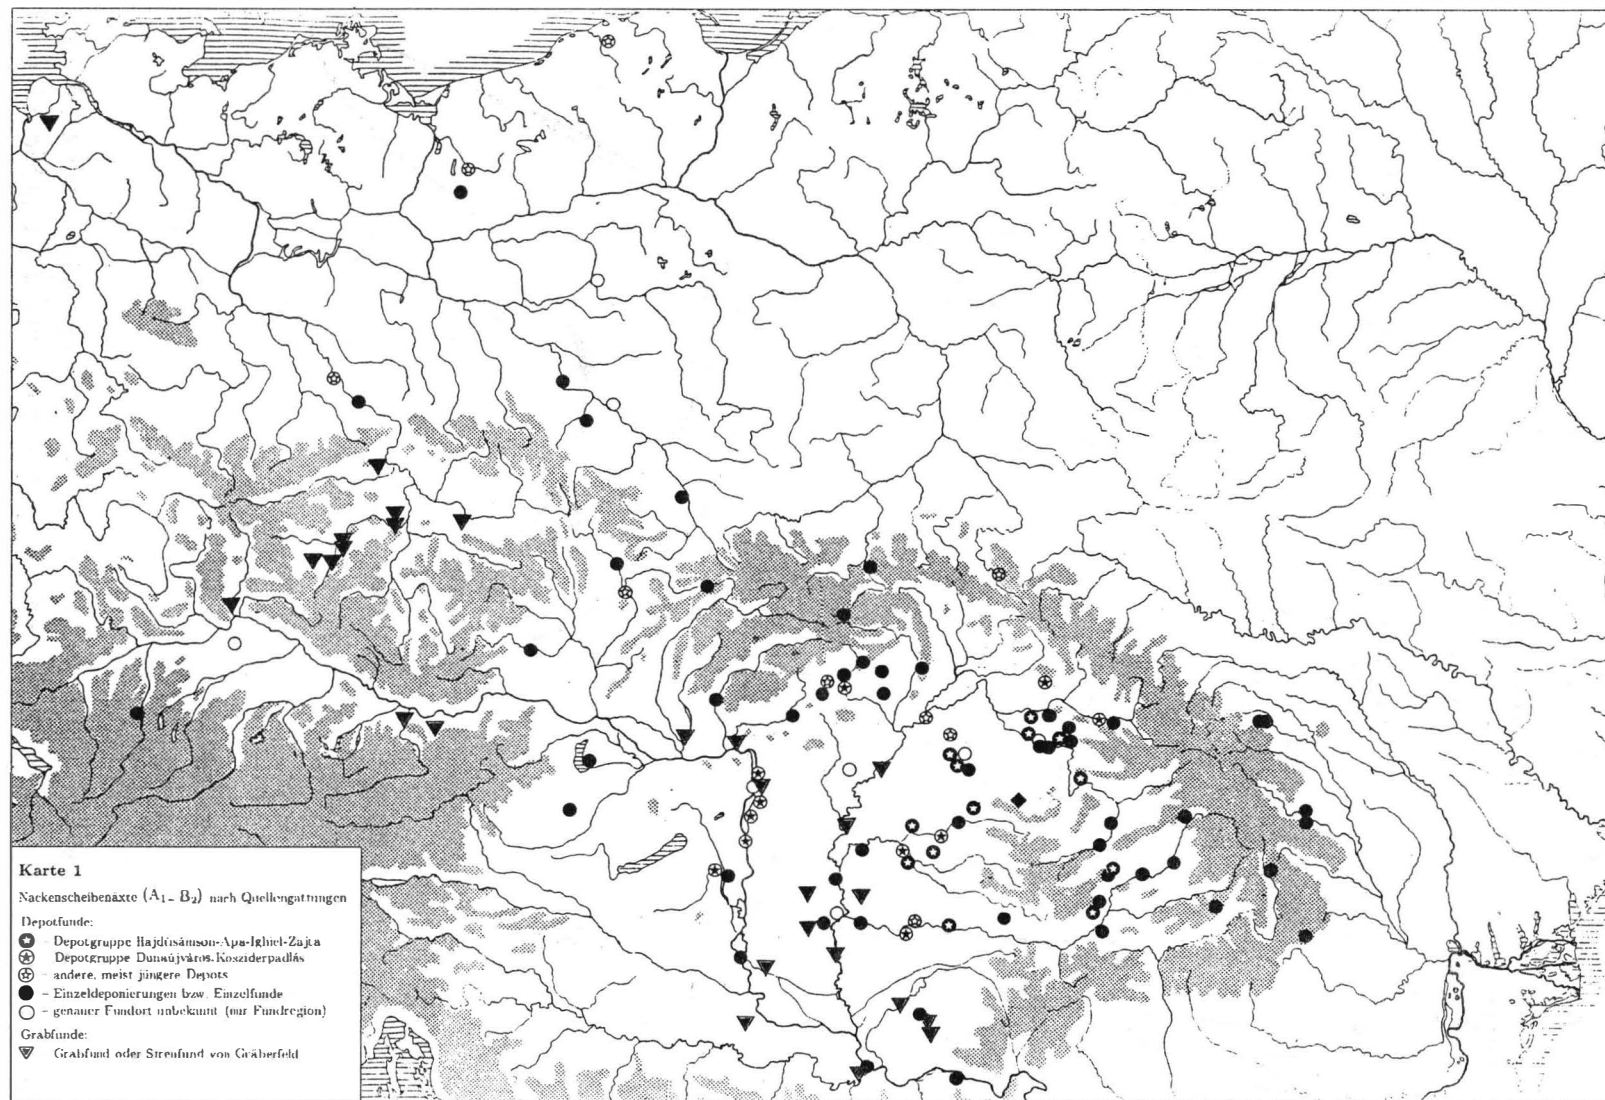 Karte 1
Nackenscheibenäxte (A₁ - B₂) nach Quellengattungen
Depotfunde:
- Depotgruppe Hajdúsámson-Apa-Ighiel-Zajta
- Depotgruppe Dunaújváros-Kosziderpadlás
- andere, meist jüngere Depots
- Einzeldeponierungen bzw. Einzelfunde
- genauer Fundort unbekannt (nur Fundregion)
Grabfunde:
Grabfund oder Streufund von Gräberfeld